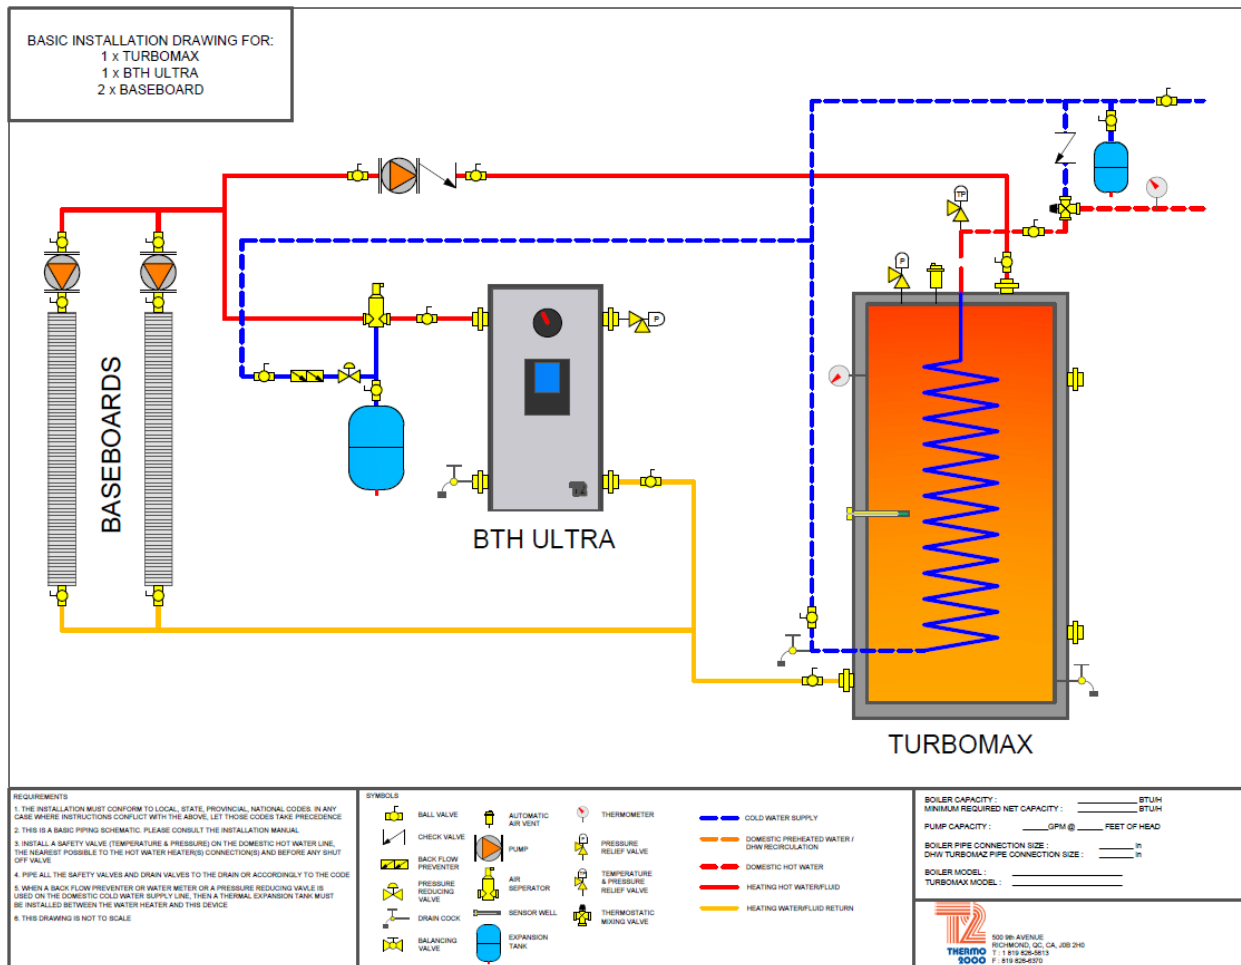 BASIC INSTALLATION DRAWING FOR:
1 x TURBOMAX
1 x BTH ULTRA
2 x BASEBOARD
TP
P
P
BASEBOARDS
BTH ULTRA
TURBOMAX
REQUIREMENTS
1. THE INSTALLATION MUST CONFORM TO LOCAL, STATE, PROVINCIAL, NATIONAL CODES. IN ANY
CASE WHERE INSTRUCTIONS CONFLICT WITH THE ABOVE, LET THOSE CODES TAKE PRECEDENCE
2. THIS IS A BASIC PIPING SCHEMATIC. PLEASE CONSULT THE INSTALLATION MANUAL
3. INSTALL A SAFETY VALVE (TEMPERATURE & PRESSURE) ON THE DOMESTIC HOT WATER LINE,
THE NEAREST POSSIBLE TO THE HOT WATER HEATER(S) CONNECTION(S) AND BEFORE ANY SHUT
OFF VALVE
4. PIPE ALL THE SAFETY VALVES AND DRAIN VALVES TO THE DRAIN OR ACCORDINGLY TO THE CODE
5. WHEN A BACK FLOW PREVENTER OR WATER METER OR A PRESSURE REDUCING VAVLE IS
USED ON THE DOMESTIC COLD WATER SUPPLY LINE, THEN A THERMAL EXPANSION TANK MUST
BE INSTALLED BETWEEN THE WATER HEATER AND THIS DEVICE
6. THIS DRAWING IS NOT TO SCALE
SYMBOLS
BALL VALVE
CHECK VALVE
BACK FLOW
PREVENTER
PRESSURE
REDUCING
VALVE
DRAIN COCK
BALANCING
VALVE
AUTOMATIC
AIR VENT
PUMP
AIR
SEPERATOR
SENSOR WELL
EXPANSION
TANK
THERMOMETER
P
PRESSURE
RELIEF VALVE
TP
TEMPERATURE
& PRESSURE
RELIEF VALVE
THERMOSTATIC
MIXING VALVE
COLD WATER SUPPLY
DOMESTIC PREHEATED WATER /
DHW RECIRCULATION
DOMESTIC HOT WATER
HEATING HOT WATER/FLUID
HEATING WATER/FLUID RETURN
BOILER CAPACITY : BTU/H
MINIMUM REQUIRED NET CAPACITY : BTU/H
PUMP CAPACITY : GPM @ FEET OF HEAD
BOILER PIPE CONNECTION SIZE : in
DHW TURBOMAZ PIPE CONNECTION SIZE : in
BOILER MODEL :
TURBOMAX MODEL :
T2
THERMO
2000
500 9th AVENUE
RICHMOND, QC, CA, J0B 2H0
T : 1 819 826-5613
F : 819 826-6370